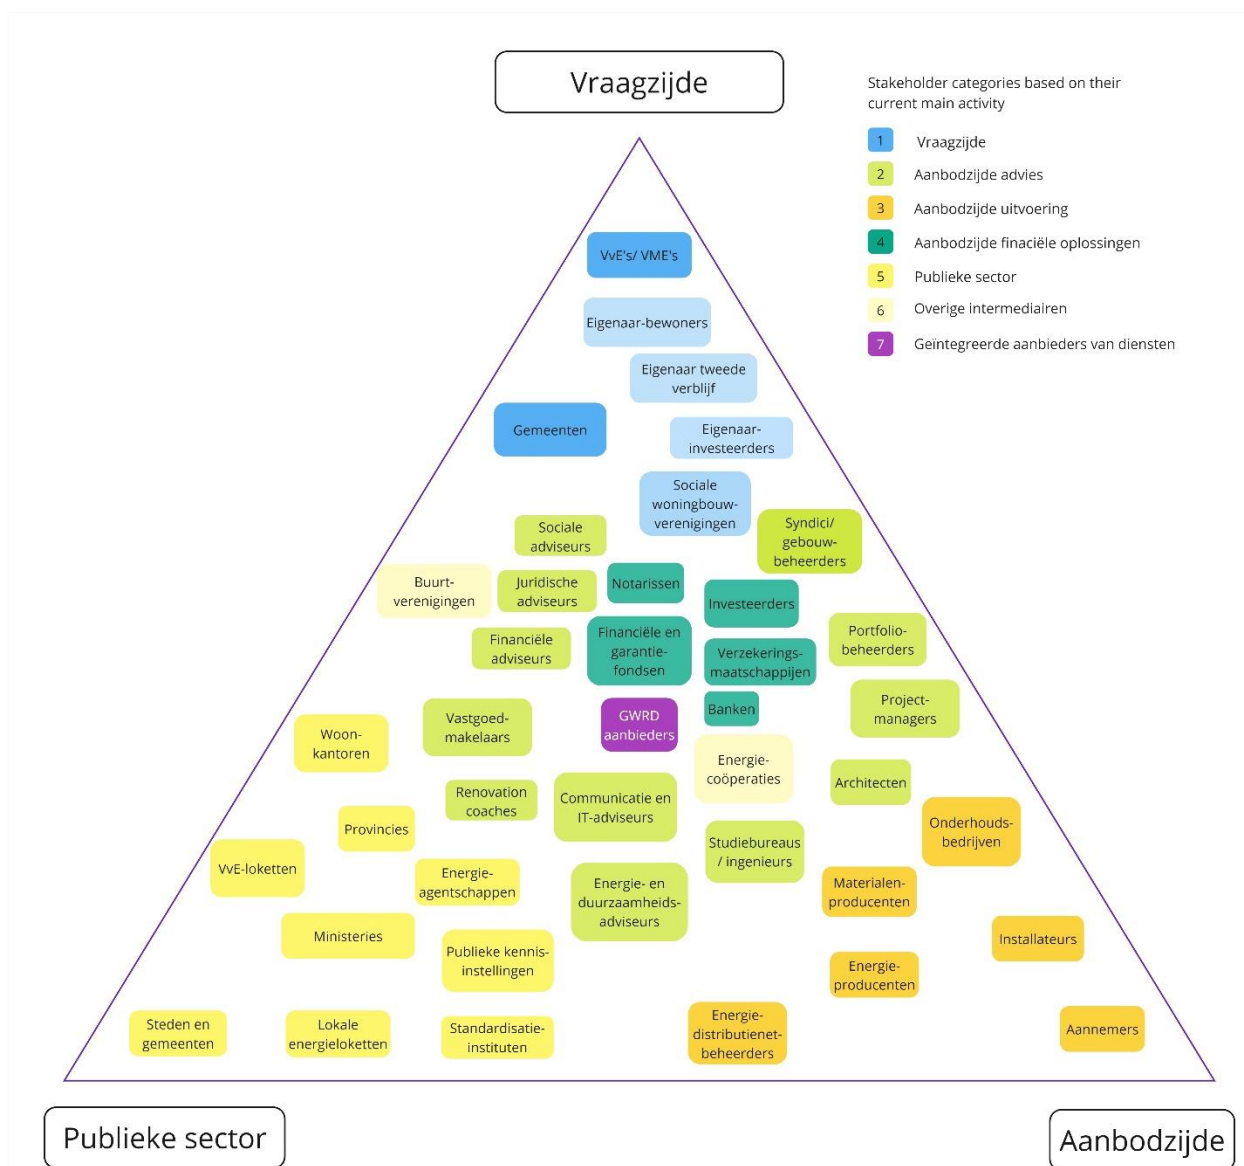 Vraagzijde
Stakeholder categories based on their
current main activity
1 Vraagzijde
2 Aanbodzijde advies
3 Aanbodzijde uitvoering
4 Aanbodzijde finaciële oplossingen
5 Publieke sector
6 Overige intermediairen
7 Geïntegreerde aanbieders van diensten
VvE's/ VME's
Eigenaar-bewoners
Eigenaar tweede
verblijf
Gemeenten
Eigenaar-
investeerders
Sociale
woningbouw-
verenigingen
Sociale
adviseurs
Syndici/
gebouw-
beheerders
Buurt-
verenigingen
Juridische
adviseurs
Notarissen
Investeerders
Financiële
adviseurs
Financiële en
garantie-
fondsen
Verzekerings-
maatschappijen
Portfolio-
beheerders
Woon-
kantoren
Vastgoed-
makelaars
GWRD
aanbieders
Banken
Project-
managers
Energie-
coöperaties
Renovation
coaches
Communicatie en
IT-adviseurs
Architecten
Provincies
Studiebureaus
/ ingenieurs
Onderhouds-
bedrijven
VvE-loketten
Energie-
agentschappen
Energie- en
duurzaamheids-
adviseurs
Materialen-
producenten
Ministeries
Publieke kennis-
instellingen
Installateurs
Energie-
producenten
Steden en
gemeenten
Lokale
energieloketten
Standardisatie-
instituten
Energie-
distributienet-
beheerders
Aannemers
Publieke sector
Aanbodzijde